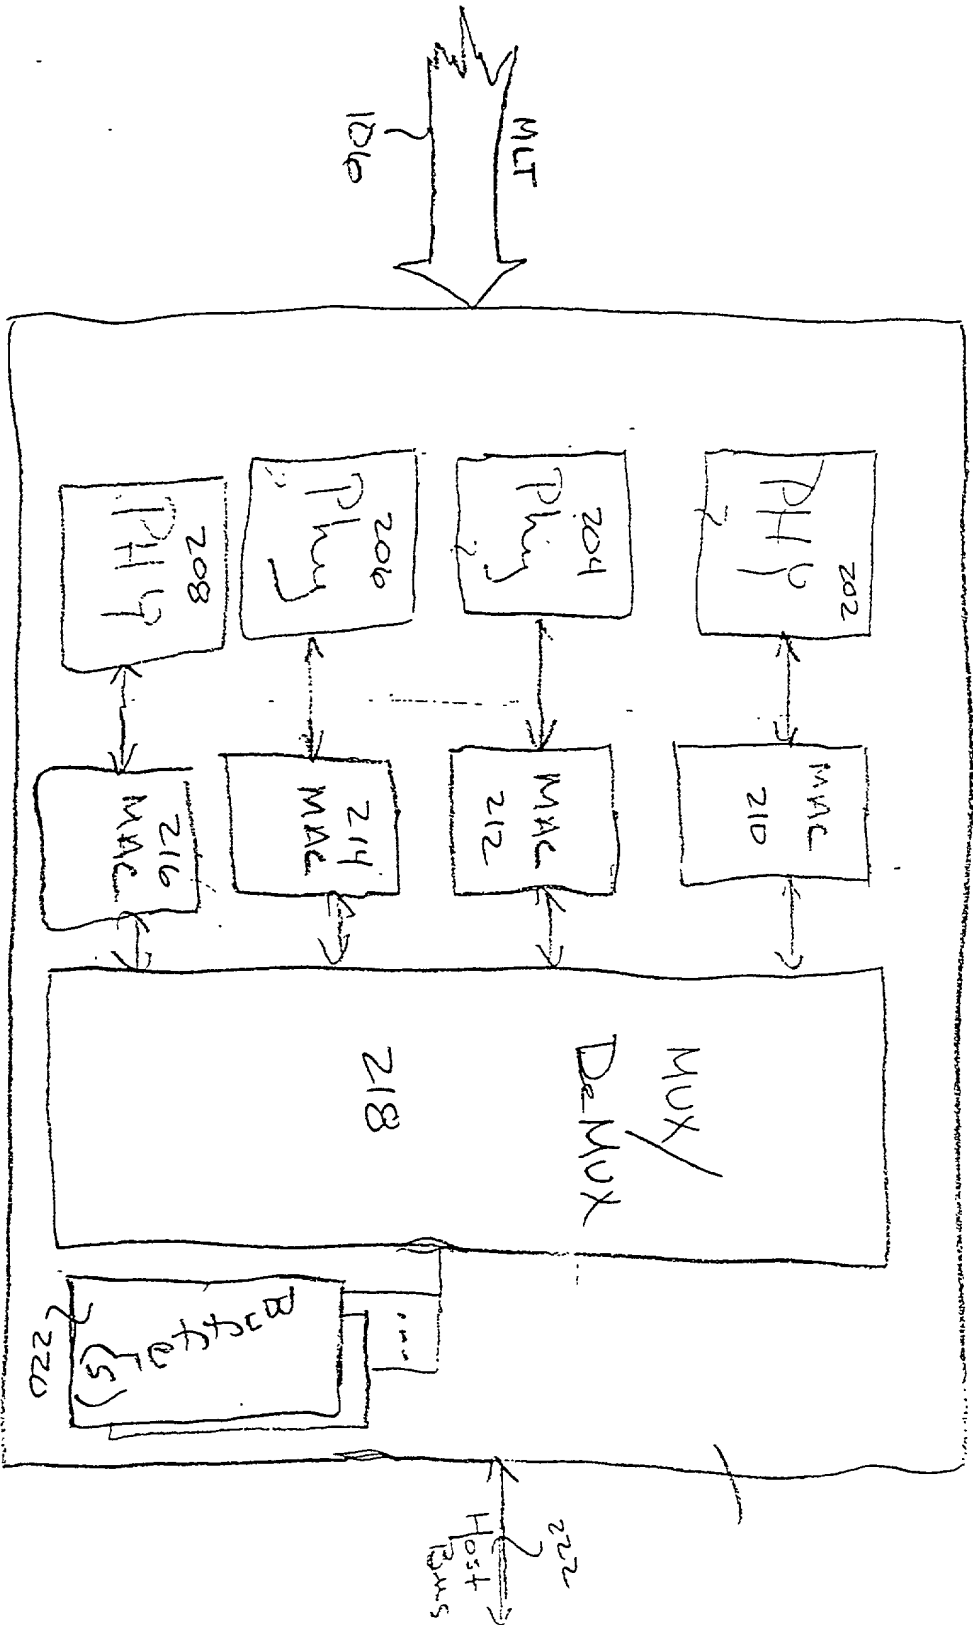 MLT
106
PHY
202
Phy
204
Phy
206
PHY
208
MAC
210
MAC
212
214
MAC
216
MAC
MUX/
DeMUX
218
Buffer
(s)
...
220
222
Host
Bus